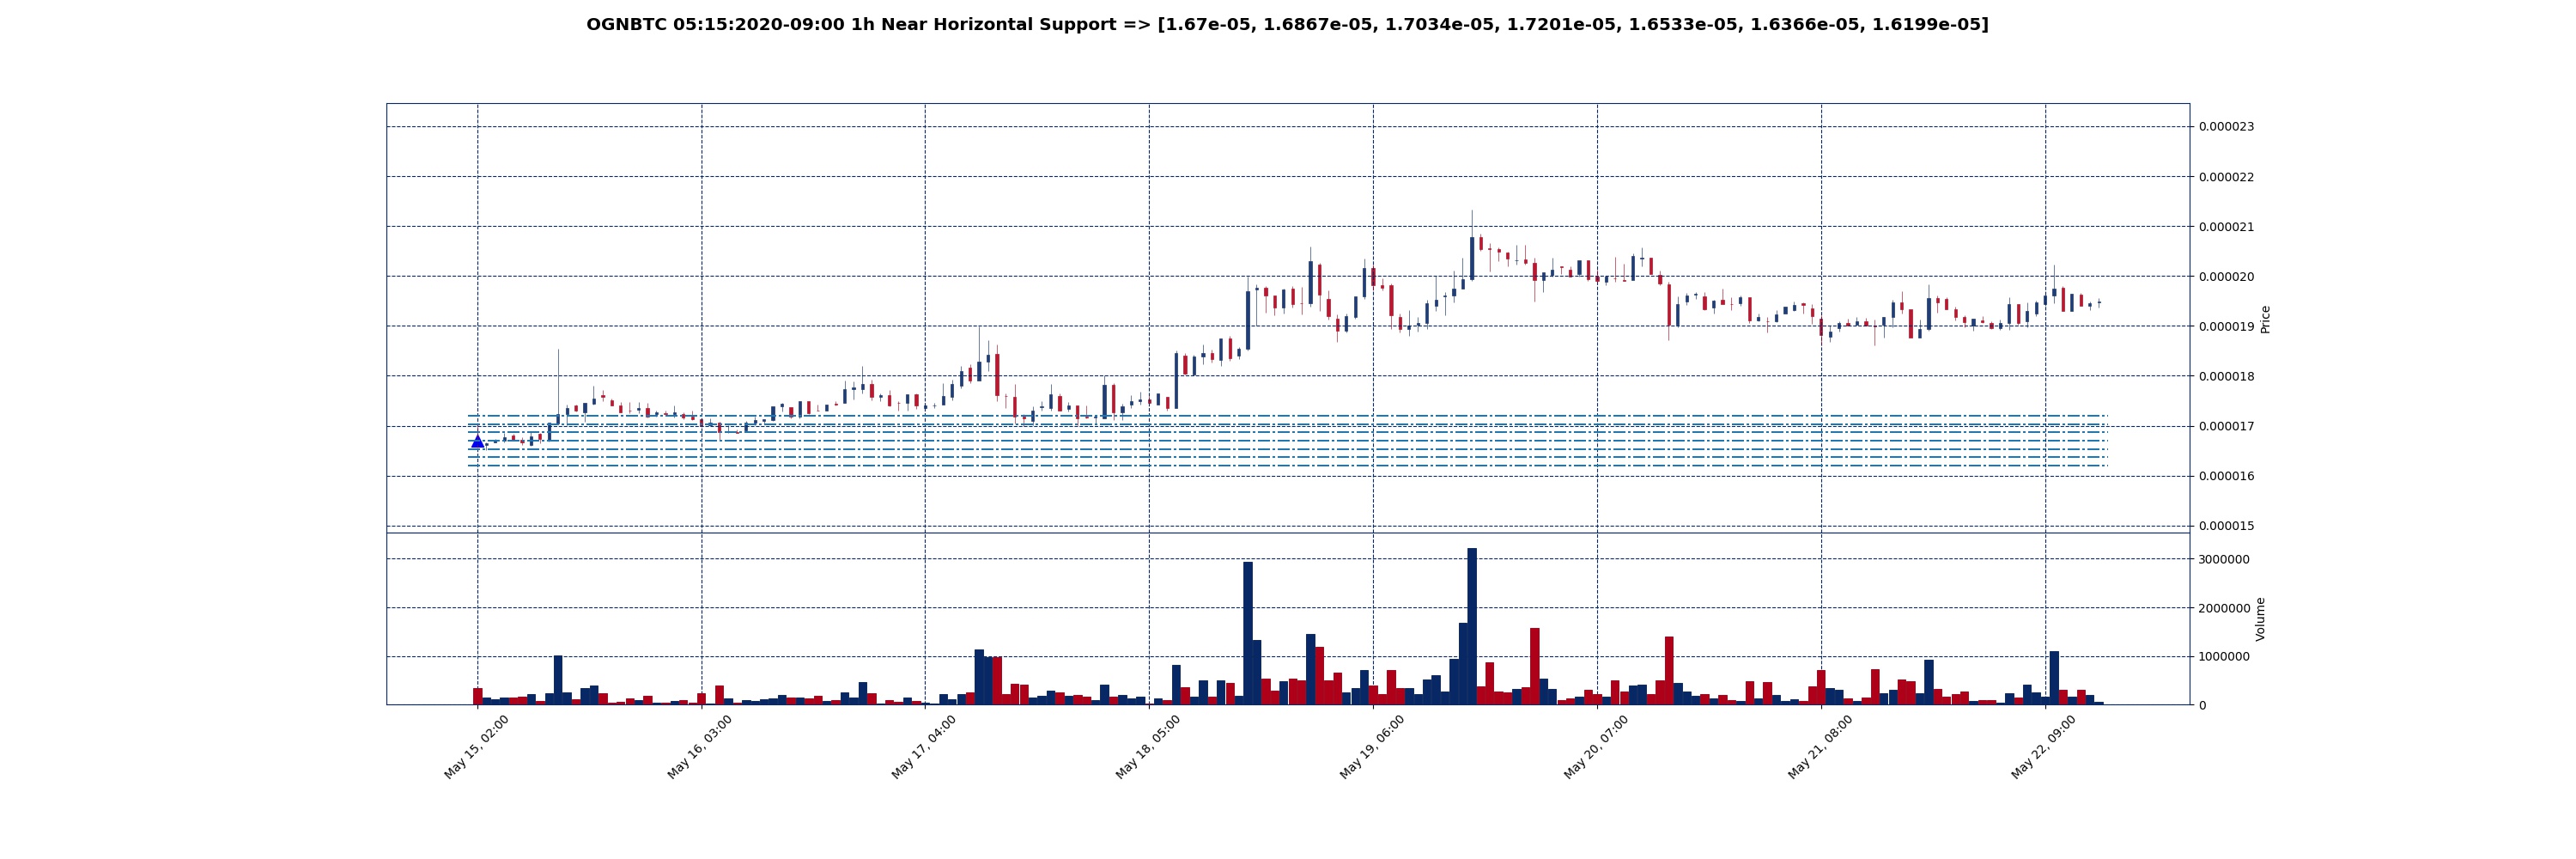 OGNBTC 05:15:2020-09:00 1h Near Horizontal Support => [1.67e-05, 1.6867e-05, 1.7034e-05, 1.7201e-05, 1.6533e-05, 1.6366e-05, 1.6199e-05]
0.000023
0.000022
0.000021
0.000020
0.000019
0.000018
0.000017
0.000016
0.000015
Price
3000000
2000000
1000000
0
Volume
May 15, 02:00
May 16, 03:00
May 17, 04:00
May 18, 05:00
May 19, 06:00
May 20, 07:00
May 21, 08:00
May 22, 09:00